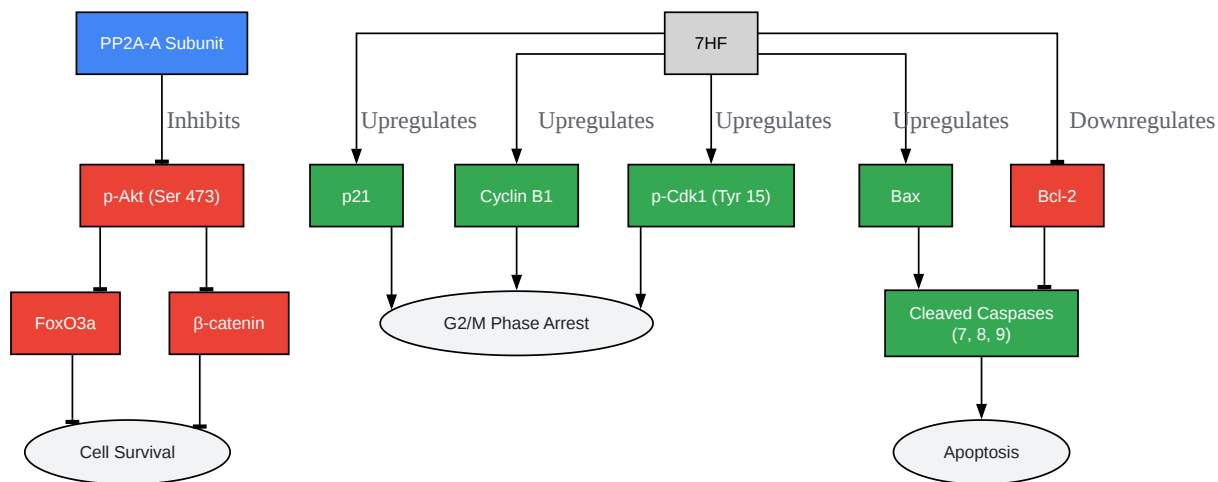 PP2A-A Subunit
7HF
Inhibits
Upregulates
Upregulates
Upregulates
Upregulates
Downregulates
p-Akt (Ser 473)
p21
Cyclin B1
p-Cdk1 (Tyr 15)
Bax
Bcl-2
FoxO3a
β-catenin
G2/M Phase Arrest
Cleaved Caspases
(7, 8, 9)
Cell Survival
Apoptosis